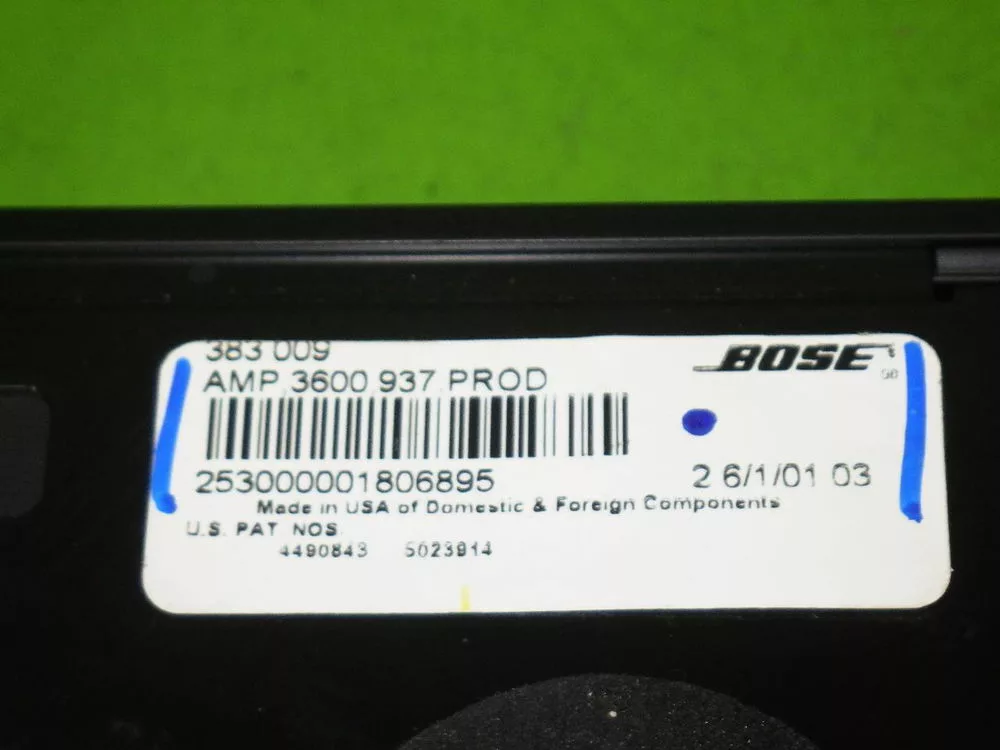 383 009
AMP 3600 937 PROD
BOSE
253000001806895
2 6/1/01 03
Made in USA of Domestic & Foreign Components
U.S. PAT NOS.
4490843 5023914